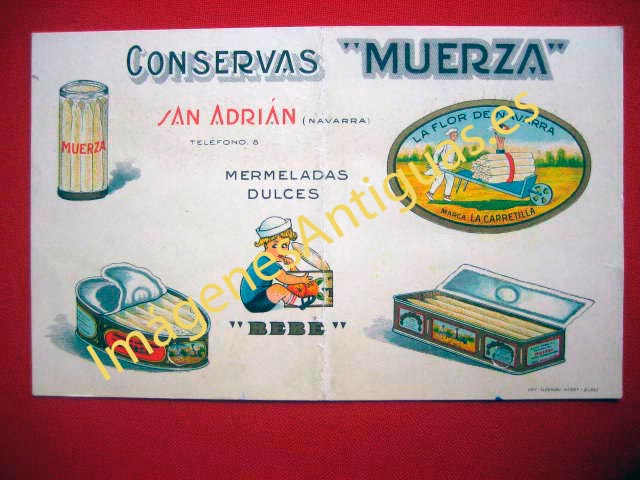 CONSERVAS "MUERZA"
SAN ADRIÁN (NAVARRA)
TELÉFONO. 8
MERMELADAS
DULCES
"BEBE"
MUERZA
LA FLOR DE NAVARRA
MARCA LA CARRETILLA
ImágenesAntiguas.es